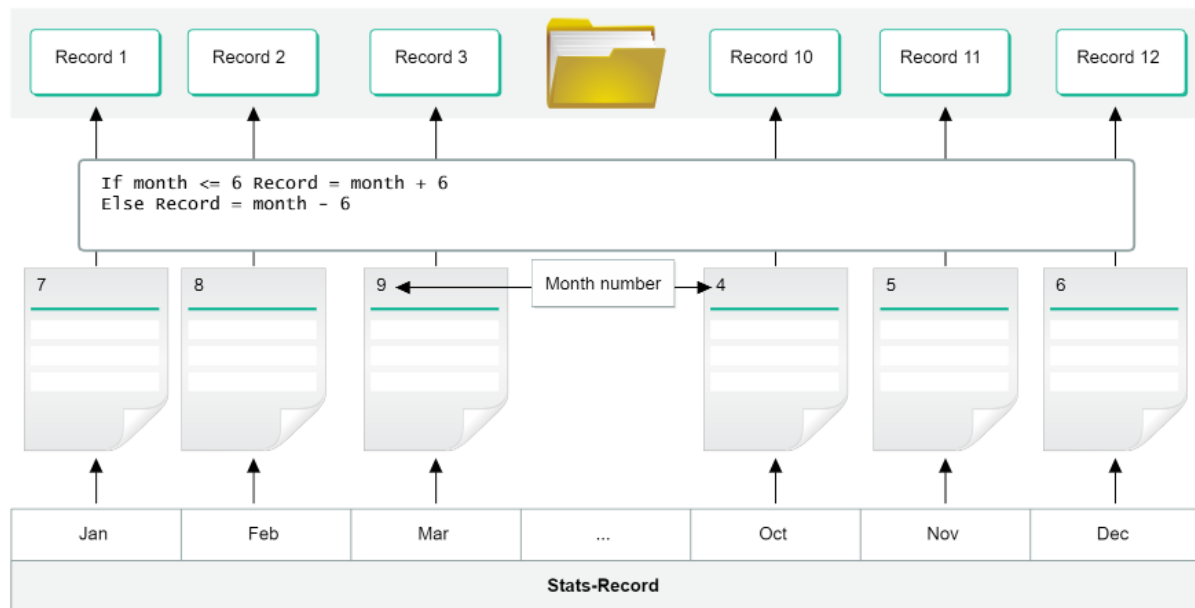 Record 1
Record 2
Record 3
Record 10
Record 11
Record 12
If month <= 6 Record = month + 6
Else Record = month - 6
7
8
9
Month number
4
5
6
Jan
Feb
Mar
...
Oct
Nov
Dec
Stats-Record